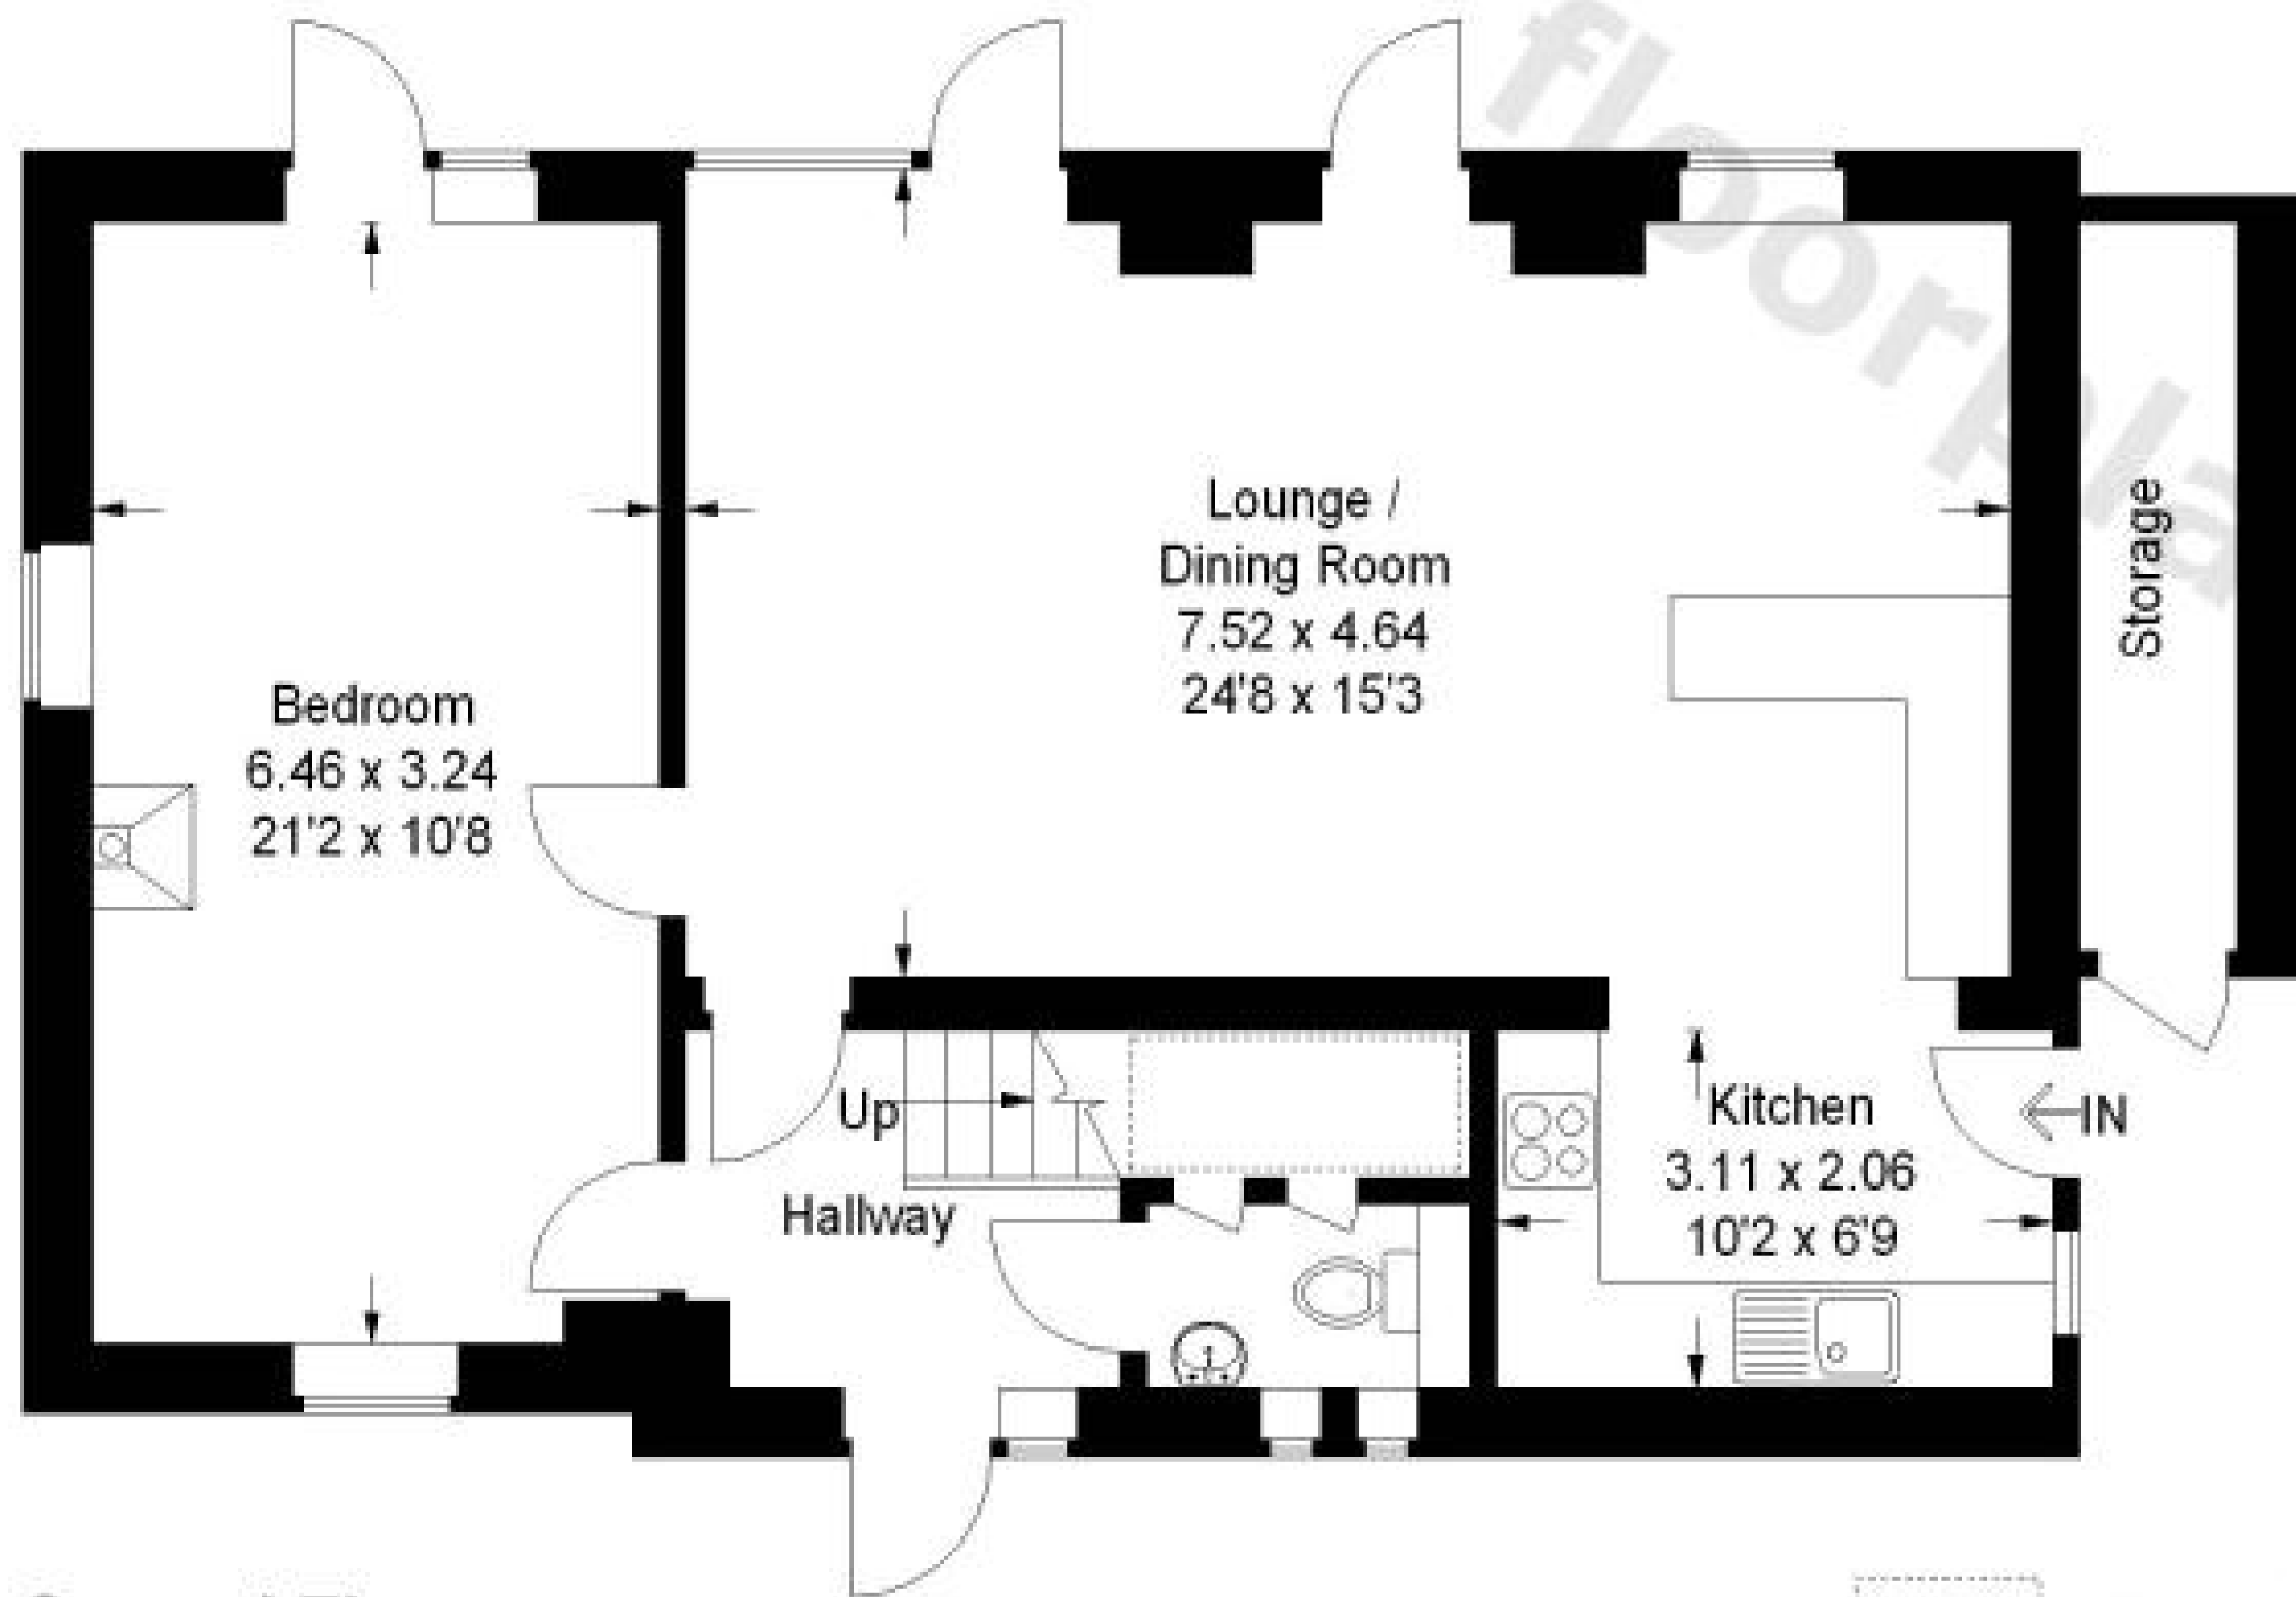 Lounge /
Dining Room
7.52 x 4.64
24'8 x 15'3
Storage
Bedroom
6.46 x 3.24
21'2 x 10'8
Up
Hallway
Kitchen
3.11 x 2.06
10'2 x 6'9
IN
floorpla